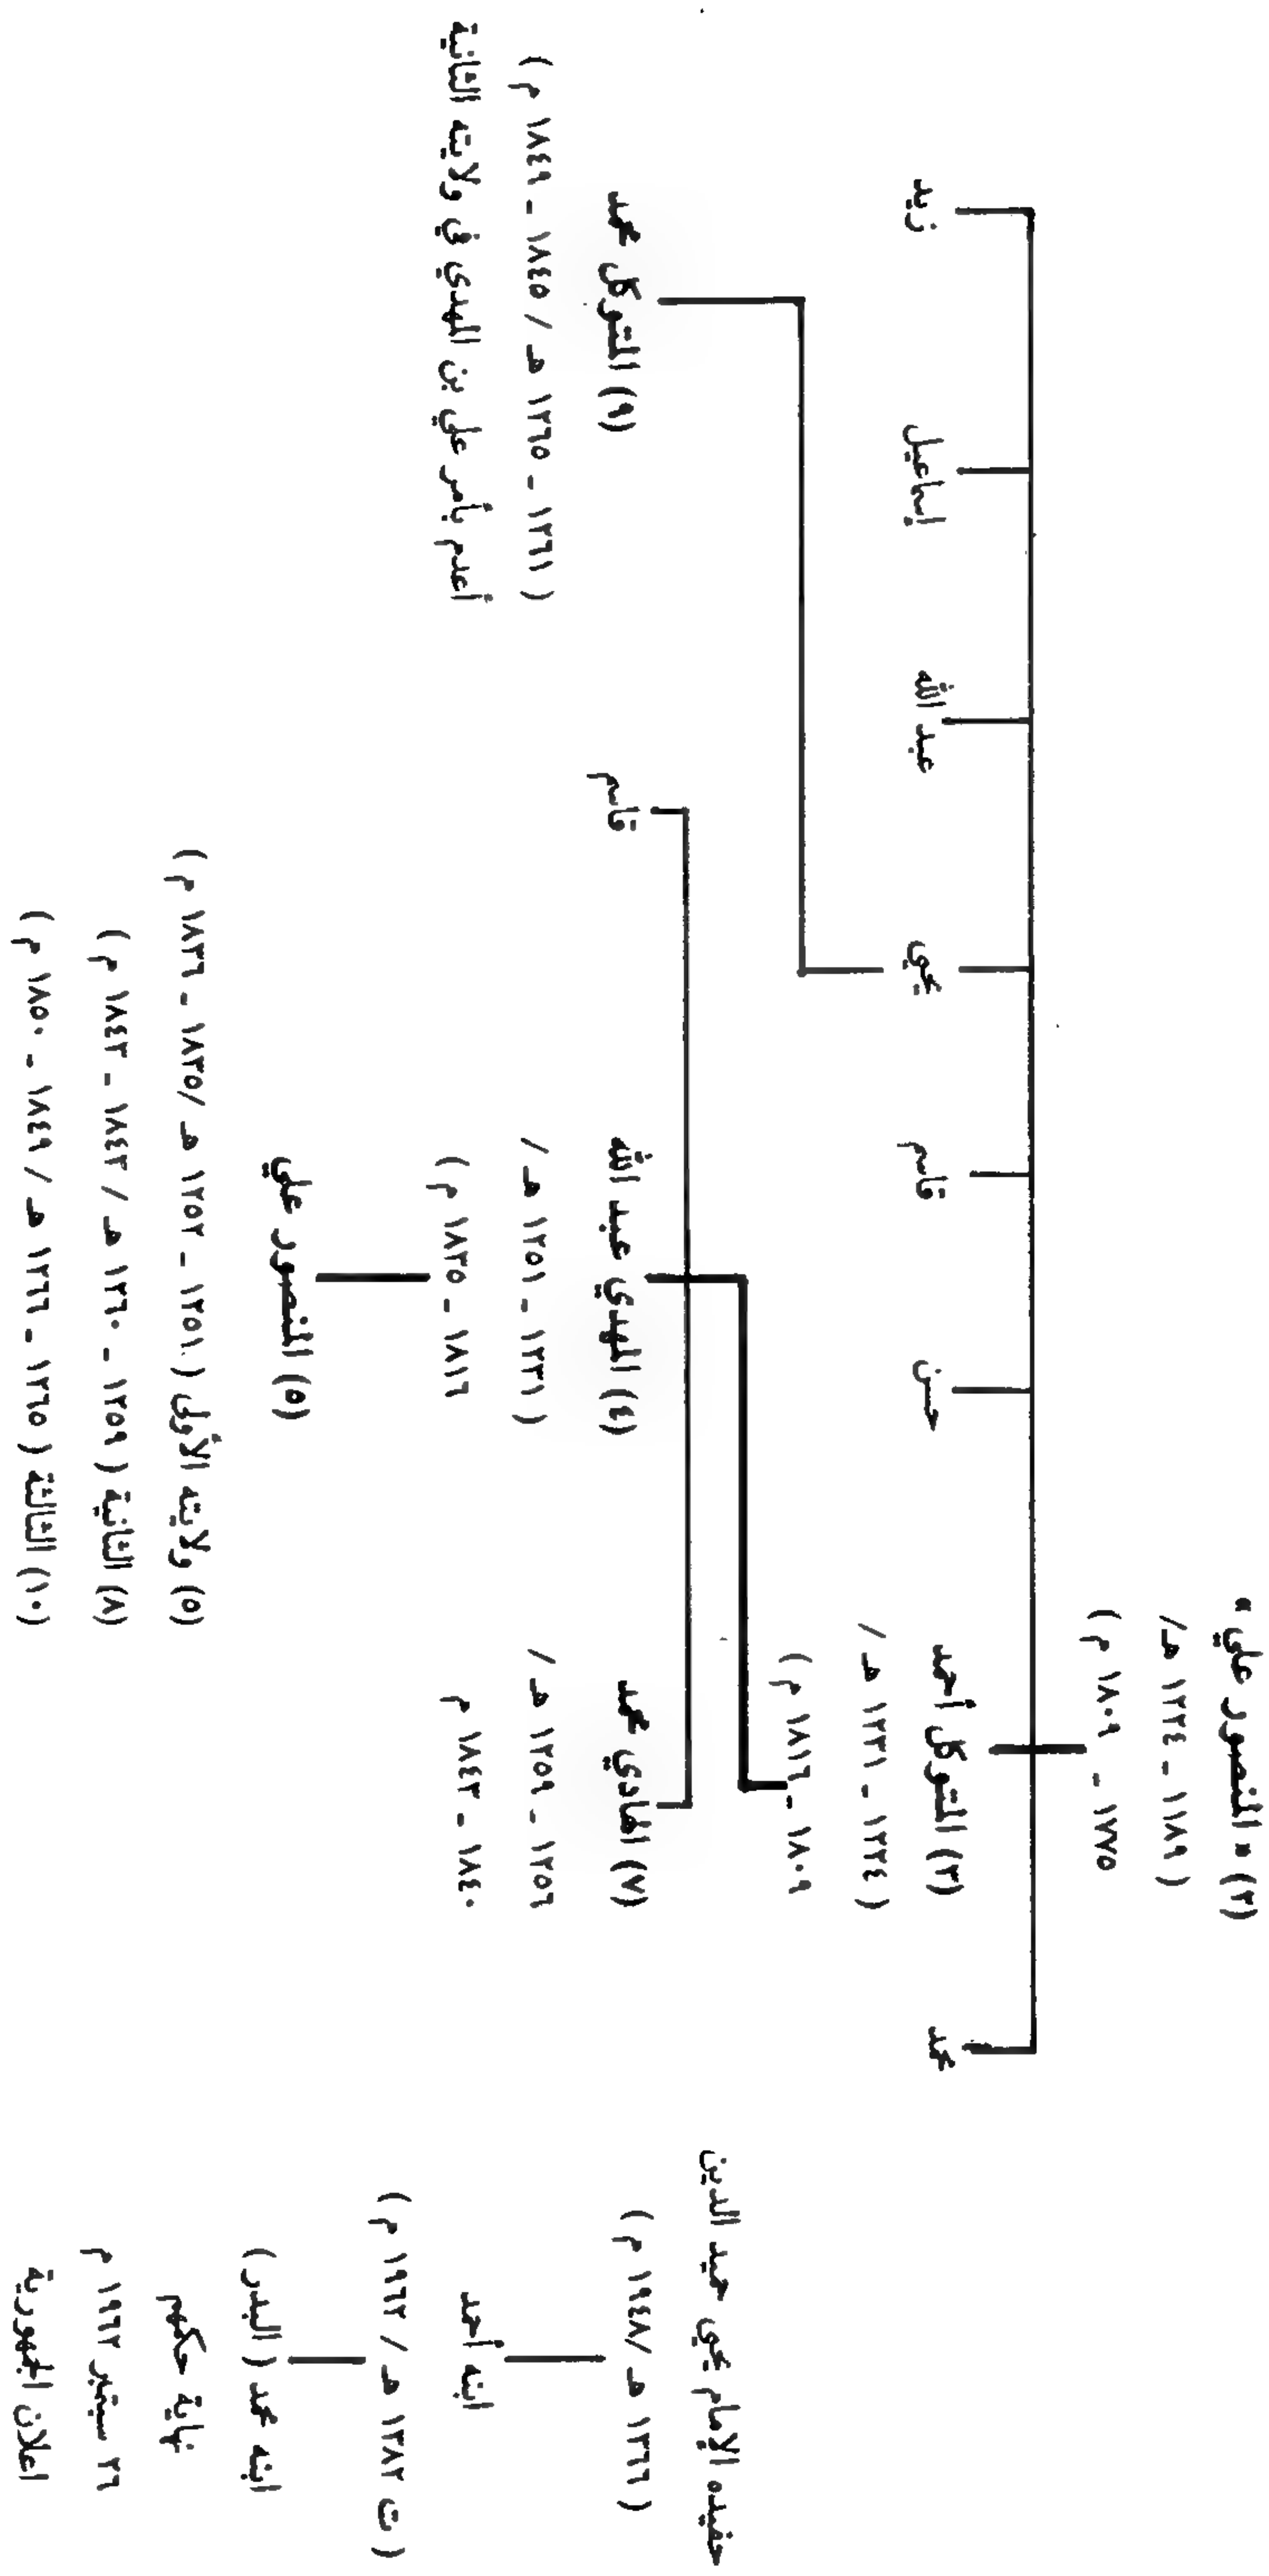 (٢) « المنصور علي »
( ١١٨٩ - ١٢٢٤ هـ/
١٧٧٥ - ١٨٠٩ م )
محمد
(٣) المتوكل أحمد
( ١٢٢٤ - ١٢٣١ هـ /
١٨٠٩ - ١٨١٦ م )
حسن
قاسم
يحيى
عبد الله
إسماعيل
زيد
(٧) الهادي محمد
١٢٥٦ - ١٢٥٩ هـ /
١٨٤٠ - ١٨٤٣ م
(٤) المهدي عبد الله
( ١٢٣١ - ١٢٥١ هـ /
١٨١٦ - ١٨٣٥ م )
قاسم
(٩) المتوكل محمد
( ١٢٦١ - ١٢٦٥ هـ / ١٨٤٥ - ١٨٤٩ م )
أعدم بأمر علي بن المهدي في ولايته الثانية
(٥) المنصور علي
(٥) ولايته الأولى ( ١٢٥١ - ١٢٥٢ هـ /١٨٣٥ - ١٨٣٦ م )
(٨) الثانية ( ١٢٥٩ - ١٢٦٠ هـ / ١٨٤٣ - ١٨٤٣ م )
(١٠) الثالثة ( ١٢٦٥ - ١٢٦٦ هـ / ١٨٤٩ - ١٨٥٠ م )
حفيده الإمام يحيى حميد الدين
( ١٣٦٦ هـ /١٩٤٨ م )
ابنه أحمد
( ت ١٣٨٢ هـ / ١٩٦٢ م )
ابنه محمد ( البدر )
نهاية حكمهم
٢٦ سبتمبر ١٩٦٢ م
اعلان الجمهورية